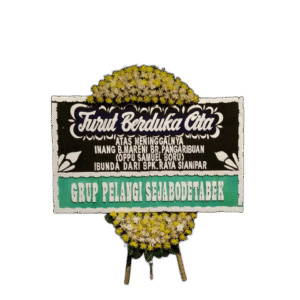 Turut Berduka Cita
ATAS MENINGGALNYA
INANG B.MARENI BR. PANGARIBUAN
(OPPU SAMUEL BORU)
IBUNDA DARI BPK. RAYA SIANIPAR
GRUP PELANGI SEJABODETABEK